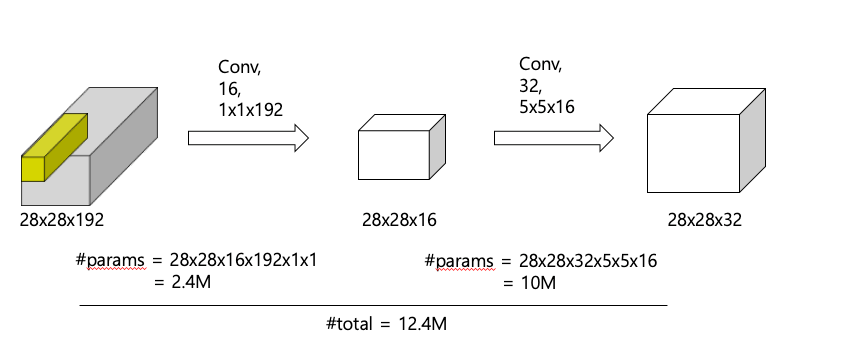 Conv,
16,
1x1x192
Conv,
32,
5x5x16
28x28x192
28x28x16
28x28x32
#params = 28x28x16x192x1x1
= 2.4M
#params = 28x28x32x5x5x16
= 10M
#total = 12.4M